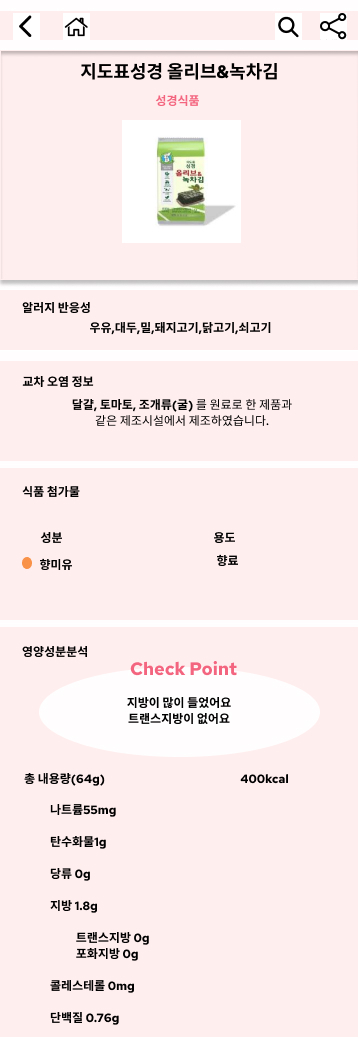 지도표성경 올리브&녹차김
성경식품
성경
올리브&
녹차김
알러지 반응성
우유,대두,밀,돼지고기,닭고기,쇠고기
교차 오염 정보
달걀, 토마토, 조개류(굴) 를 원료로 한 제품과
같은 제조시설에서 제조하였습니다.
식품 첨가물
성분 용도
향미유 향료
영양성분분석
Check Point
지방이 많이 들었어요
트랜스지방이 없어요
총 내용량(64g) 400kcal
나트륨55mg
탄수화물1g
당류 0g
지방 1.8g
트랜스지방 0g
포화지방 0g
콜레스테롤 0mg
단백질 0.76g